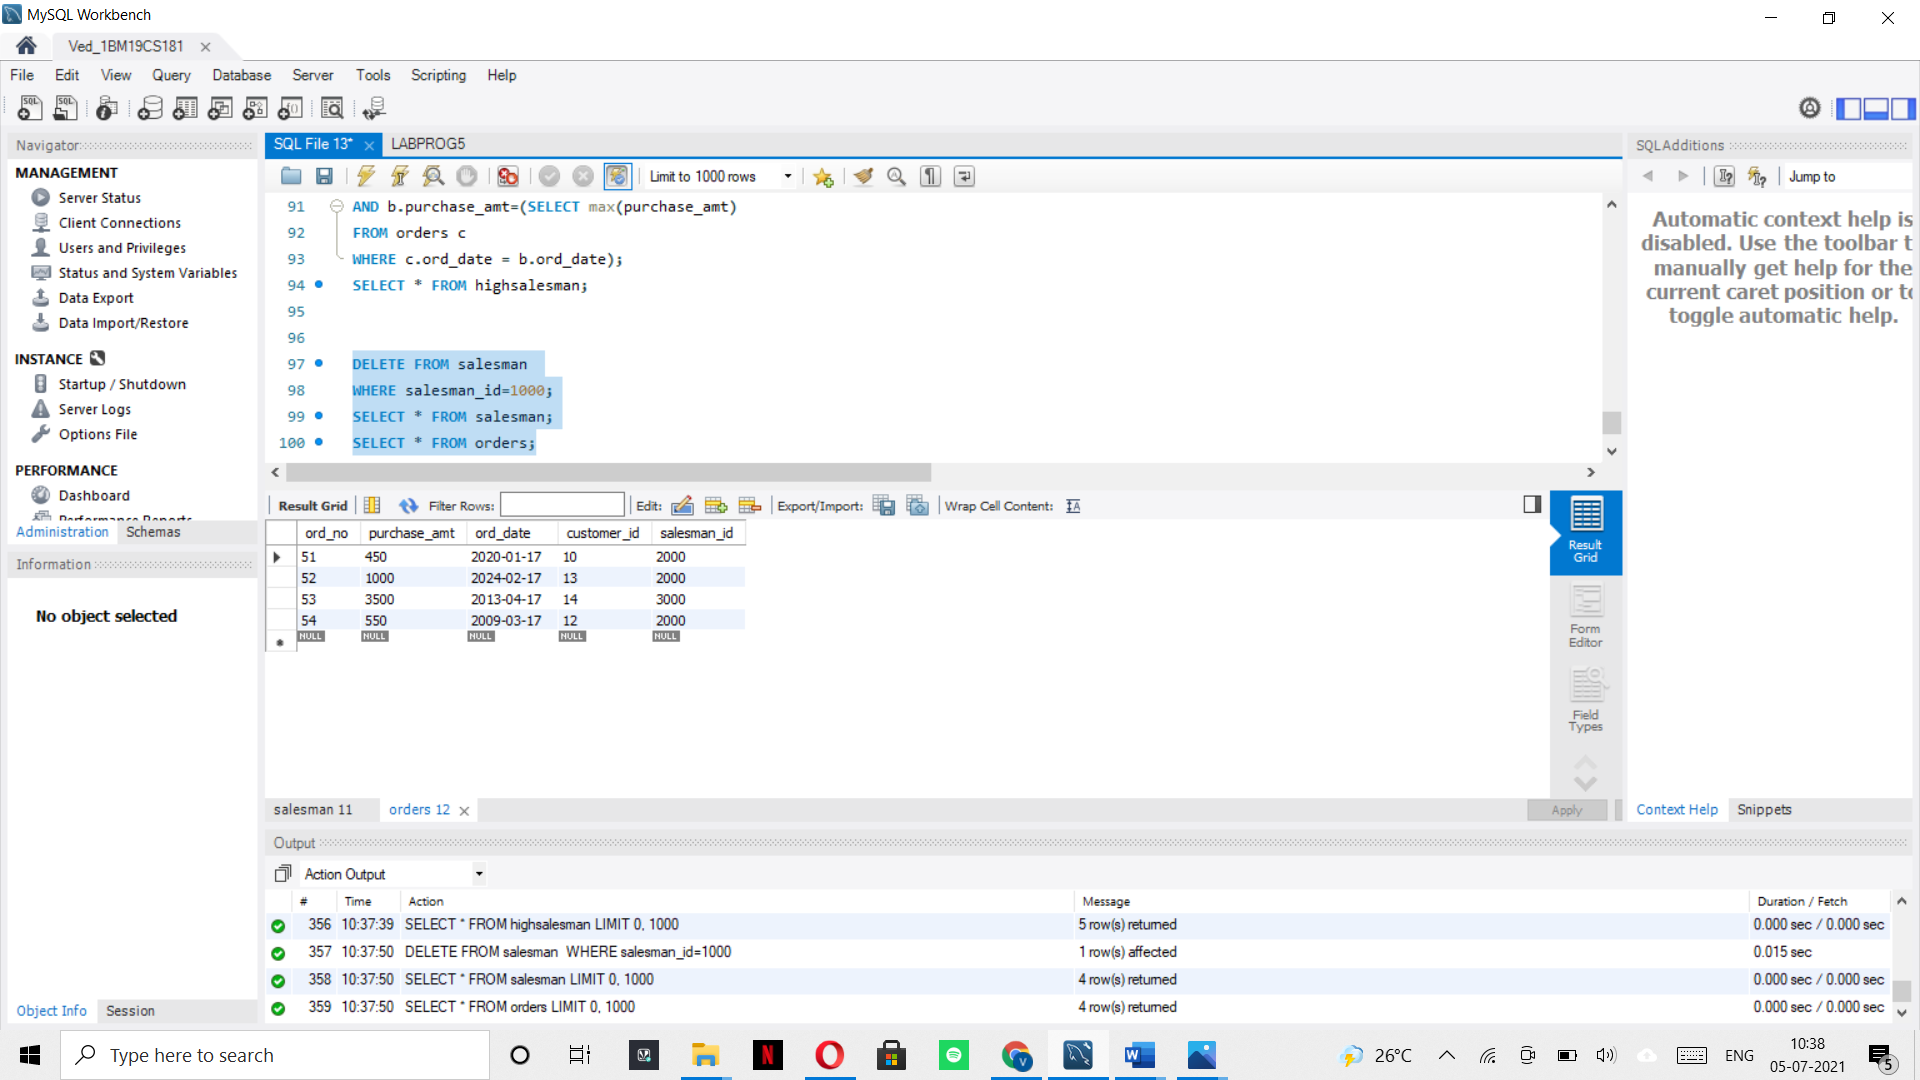 MySQL Workbench
Ved_1BM19CS181
File Edit View Query Database Server Tools Scripting Help
Navigator
MANAGEMENT
Server Status
Client Connections
Users and Privileges
Status and System Variables
Data Export
Data Import/Restore
INSTANCE
Startup / Shutdown
Server Logs
Options File
PERFORMANCE
Dashboard
Performance Reports
Administration Schemas
Information
No object selected
Object Info Session
SQL File 13* LABPROG5
Limit to 1000 rows
91 AND b.purchase_amt=(SELECT max(purchase_amt)
92 FROM orders c
93 WHERE c.ord_date = b.ord_date);
94 SELECT * FROM highsalesman;
95
96
97 DELETE FROM salesman
98 WHERE salesman_id=1000;
99 SELECT * FROM salesman;
100 SELECT * FROM orders;
Result Grid Filter Rows: Edit: Export/Import: Wrap Cell Content:
ord_no purchase_amt ord_date customer_id salesman_id
51 450 2020-01-17 10 2000
52 1000 2024-02-17 13 2000
53 3500 2013-04-17 14 3000
54 550 2009-03-17 12 2000
NULL NULL NULL NULL NULL
Result
Grid
Form
Editor
Field
Types
salesman 11 orders 12
Apply
SQLAdditions
Jump to
Automatic context help is
disabled. Use the toolbar t
manually get help for the
current caret position or to
toggle automatic help.
Context Help Snippets
Output
Action Output
# Time Action Message Duration / Fetch
356 10:37:39 SELECT * FROM highsalesman LIMIT 0, 1000 5 row(s) returned 0.000 sec / 0.000 sec
357 10:37:50 DELETE FROM salesman WHERE salesman_id=1000 1 row(s) affected 0.015 sec
358 10:37:50 SELECT * FROM salesman LIMIT 0, 1000 4 row(s) returned 0.000 sec / 0.000 sec
359 10:37:50 SELECT * FROM orders LIMIT 0, 1000 4 row(s) returned 0.000 sec / 0.000 sec
Type here to search
26°C ENG
10:38
05-07-2021
5